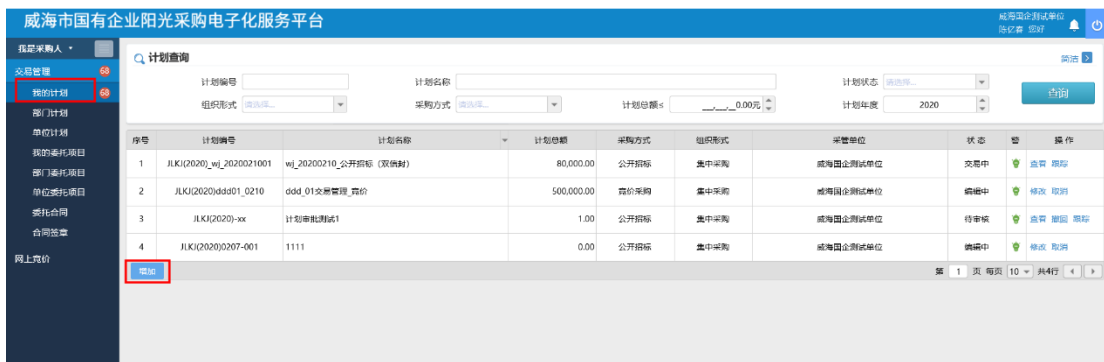 威海市国有企业阳光采购电子化服务平台
威海国企测试单位
陈亿春 您好
我是采购人
交易管理 68
我的计划 68
部门计划
单位计划
我的委托项目
部门委托项目
单位委托项目
委托合同
合同签章
网上竞价
计划查询 简洁
计划编号 计划名称 计划状态 请选择...
组织形式 请选择... 采购方式 请选择... 计划总额≤ __,___,__0.00元 计划年度 2020
查询
序号 计划编号 计划名称 计划总额 采购方式 组织形式 采管单位 状态 警 操作
1 JLKJ(2020)_wj_2020021001 wj_20200210_公开招标（双信封） 80,000.00 公开招标 集中采购 威海国企测试单位 交易中 查看 跟踪
2 JLKJ(2020)ddd01_0210 ddd_01交易管理_竞价 500,000.00 竞价采购 集中采购 威海国企测试单位 编辑中 修改 取消
3 JLKJ(2020)-xx 计划审批测试1 1.00 公开招标 集中采购 威海国企测试单位 待审核 查看 撤回 跟踪
4 JLKJ(2020)0207-001 1111 0.00 公开招标 集中采购 威海国企测试单位 编辑中 修改 取消
增加 第 1 页 每页 10 共4行